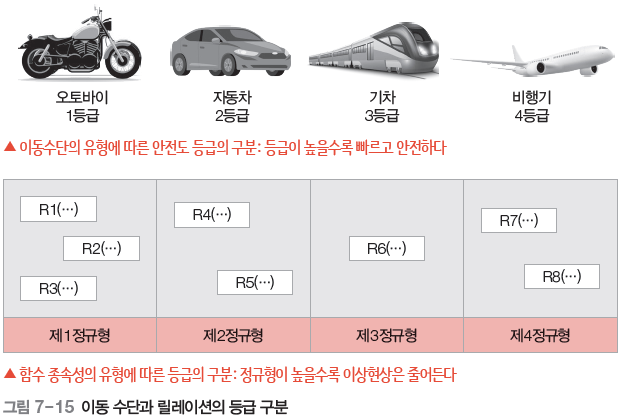 오토바이 자동차 기차 비행기
1등급 2등급 3등급 4등급
▲ 이동수단의 유형에 따른 안전도 등급의 구분: 등급이 높을수록 빠르고 안전하다
R1(…) R4(…) R7(…)
R2(…) R6(…)
R3(…) R5(…) R8(…)
제1정규형 제2정규형 제3정규형 제4정규형
▲ 함수 종속성의 유형에 따른 등급의 구분: 정규형이 높을수록 이상현상은 줄어든다
그림 7-15 이동 수단과 릴레이션의 등급 구분